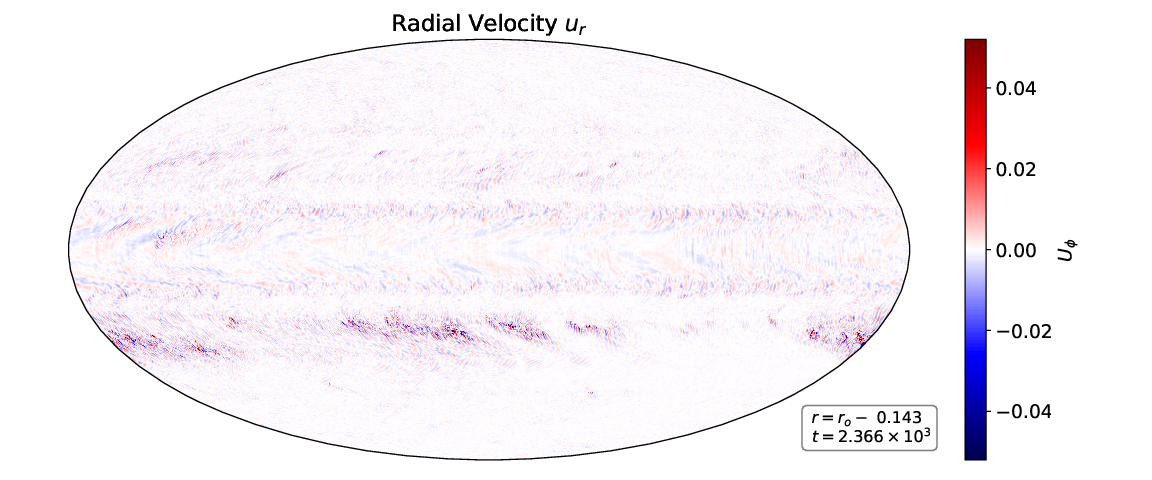 Radial Velocity u_r
0.04
0.02
0.00
−0.02
−0.04
U_ϕ
r = r_o − 0.143
t = 2.366 × 10^3